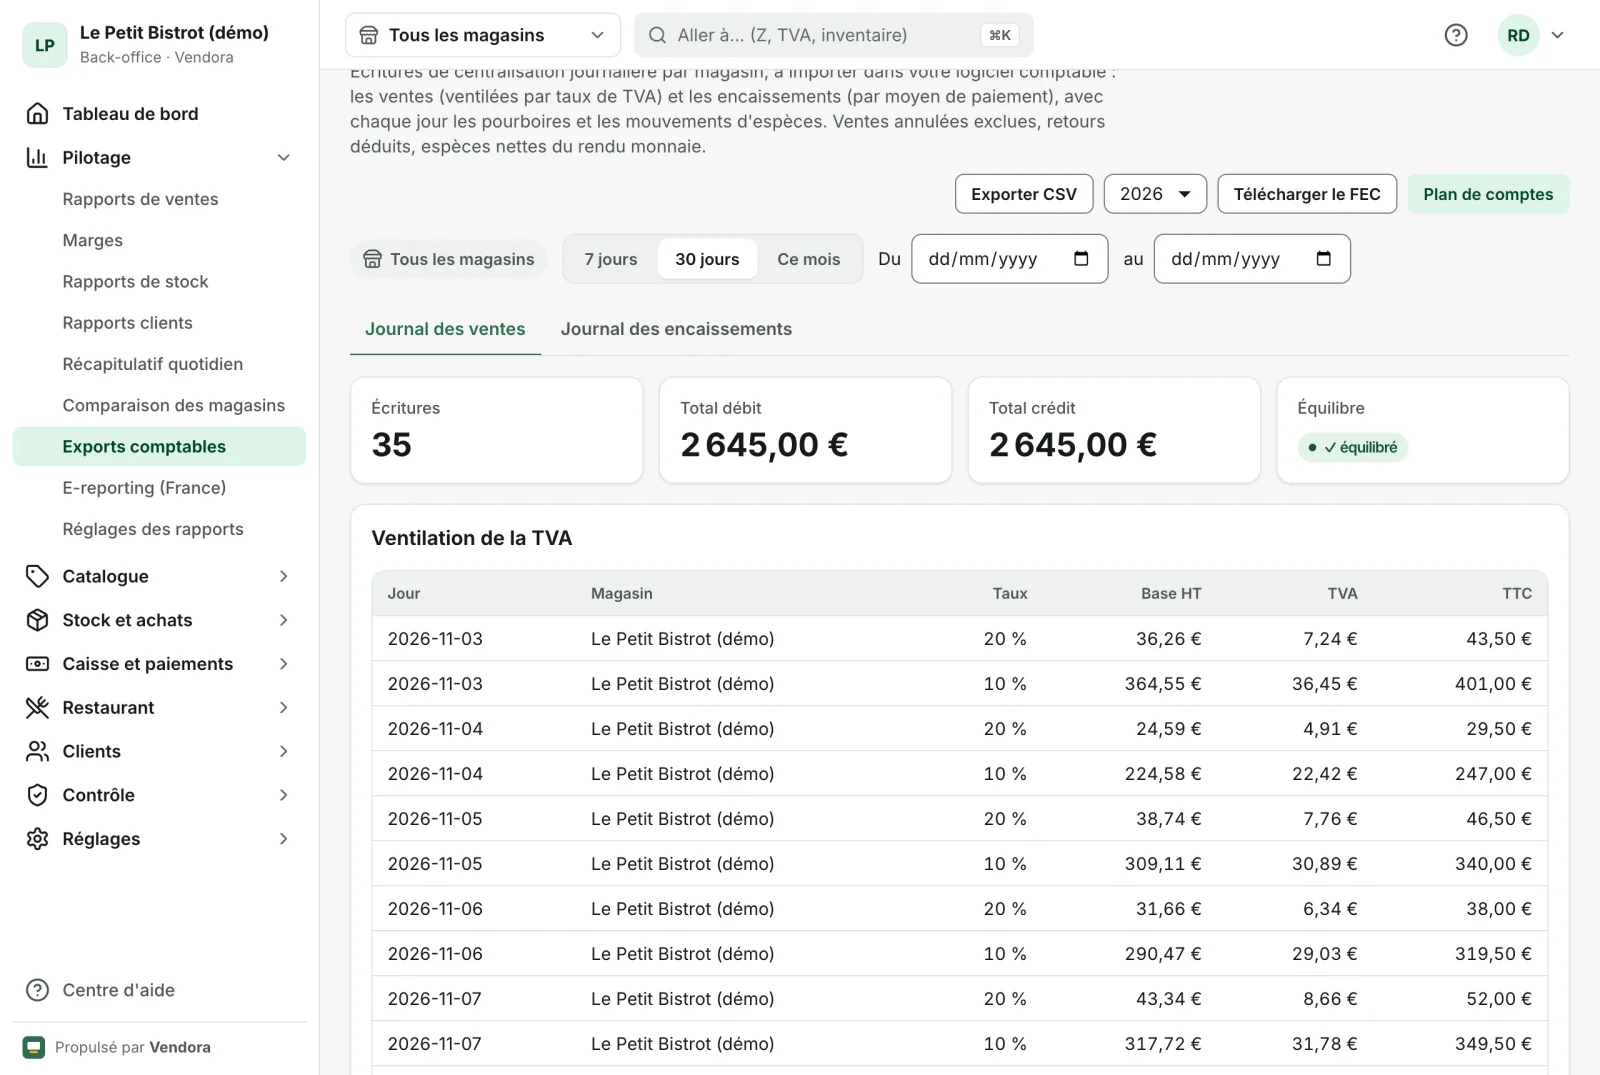 LP
Le Petit Bistrot (démo)
Back-office · Vendora
Tableau de bord
Pilotage
Rapports de ventes
Marges
Rapports de stock
Rapports clients
Récapitulatif quotidien
Comparaison des magasins
Exports comptables
E-reporting (France)
Réglages des rapports
Catalogue
Stock et achats
Caisse et paiements
Restaurant
Clients
Contrôle
Réglages
Centre d'aide
Propulsé par Vendora
Tous les magasins
Aller à... (Z, TVA, inventaire)
⌘K
RD
Écritures de centralisation journalière par magasin, à importer dans votre logiciel comptable :
les ventes (ventilées par taux de TVA) et les encaissements (par moyen de paiement), avec
chaque jour les pourboires et les mouvements d'espèces. Ventes annulées exclues, retours
déduits, espèces nettes du rendu monnaie.
Exporter CSV
2026
Télécharger le FEC
Plan de comptes
Tous les magasins
7 jours
30 jours
Ce mois
Du
dd/mm/yyyy
au
dd/mm/yyyy
Journal des ventes
Journal des encaissements
Écritures
35
Total débit
2 645,00 €
Total crédit
2 645,00 €
Équilibre
✓ équilibré
Ventilation de la TVA
Jour Magasin Taux Base HT TVA TTC
2026-11-03 Le Petit Bistrot (démo) 20 % 36,26 € 7,24 € 43,50 €
2026-11-03 Le Petit Bistrot (démo) 10 % 364,55 € 36,45 € 401,00 €
2026-11-04 Le Petit Bistrot (démo) 20 % 24,59 € 4,91 € 29,50 €
2026-11-04 Le Petit Bistrot (démo) 10 % 224,58 € 22,42 € 247,00 €
2026-11-05 Le Petit Bistrot (démo) 20 % 38,74 € 7,76 € 46,50 €
2026-11-05 Le Petit Bistrot (démo) 10 % 309,11 € 30,89 € 340,00 €
2026-11-06 Le Petit Bistrot (démo) 20 % 31,66 € 6,34 € 38,00 €
2026-11-06 Le Petit Bistrot (démo) 10 % 290,47 € 29,03 € 319,50 €
2026-11-07 Le Petit Bistrot (démo) 20 % 43,34 € 8,66 € 52,00 €
2026-11-07 Le Petit Bistrot (démo) 10 % 317,72 € 31,78 € 349,50 €